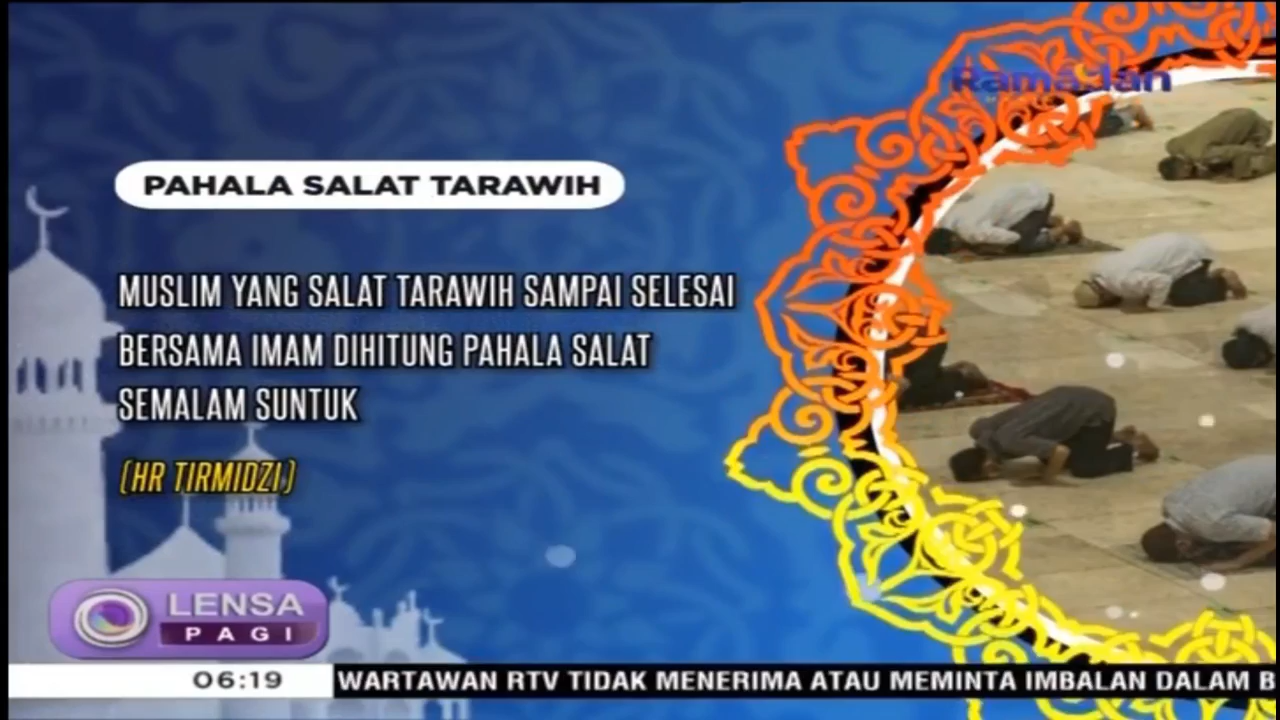 Ramadan
PAHALA SALAT TARAWIH
MUSLIM YANG SALAT TARAWIH SAMPAI SELESAI
BERSAMA IMAM DIHITUNG PAHALA SALAT
SEMALAM SUNTUK
(HR TIRMIDZI)
LENSA
PAGI
06:19
WARTAWAN RTV TIDAK MENERIMA ATAU MEMINTA IMBALAN DALAM B